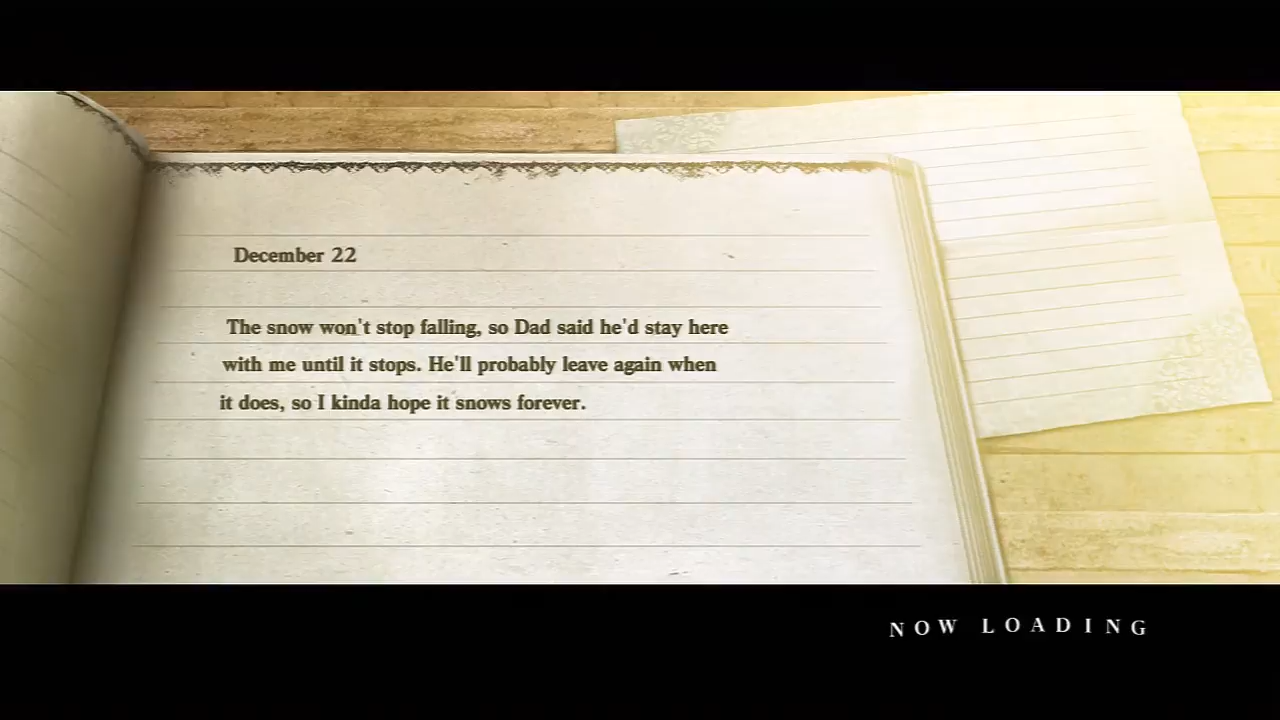 December 22
The snow won't stop falling, so Dad said he'd stay here
with me until it stops. He'll probably leave again when
it does, so I kinda hope it snows forever.
NOW LOADING